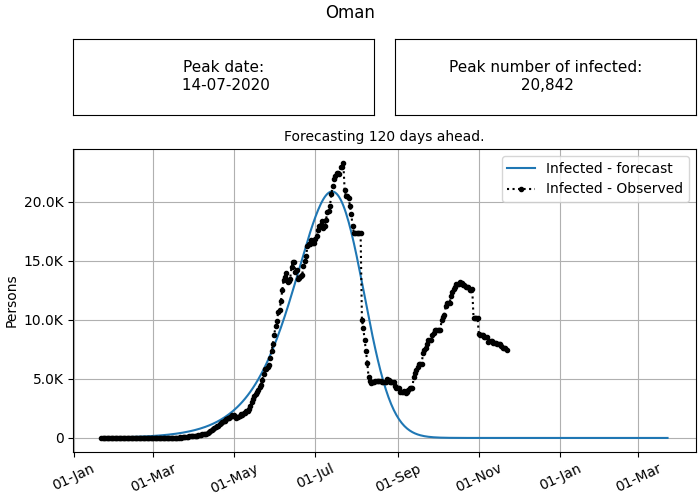 Oman
Peak date:
14-07-2020
Peak number of infected:
20,842
Forecasting 120 days ahead.
Infected - forecast
Infected - Observed
Persons
20.0K
15.0K
10.0K
5.0K
0
01-Jan
01-Mar
01-May
01-Jul
01-Sep
01-Nov
01-Jan
01-Mar